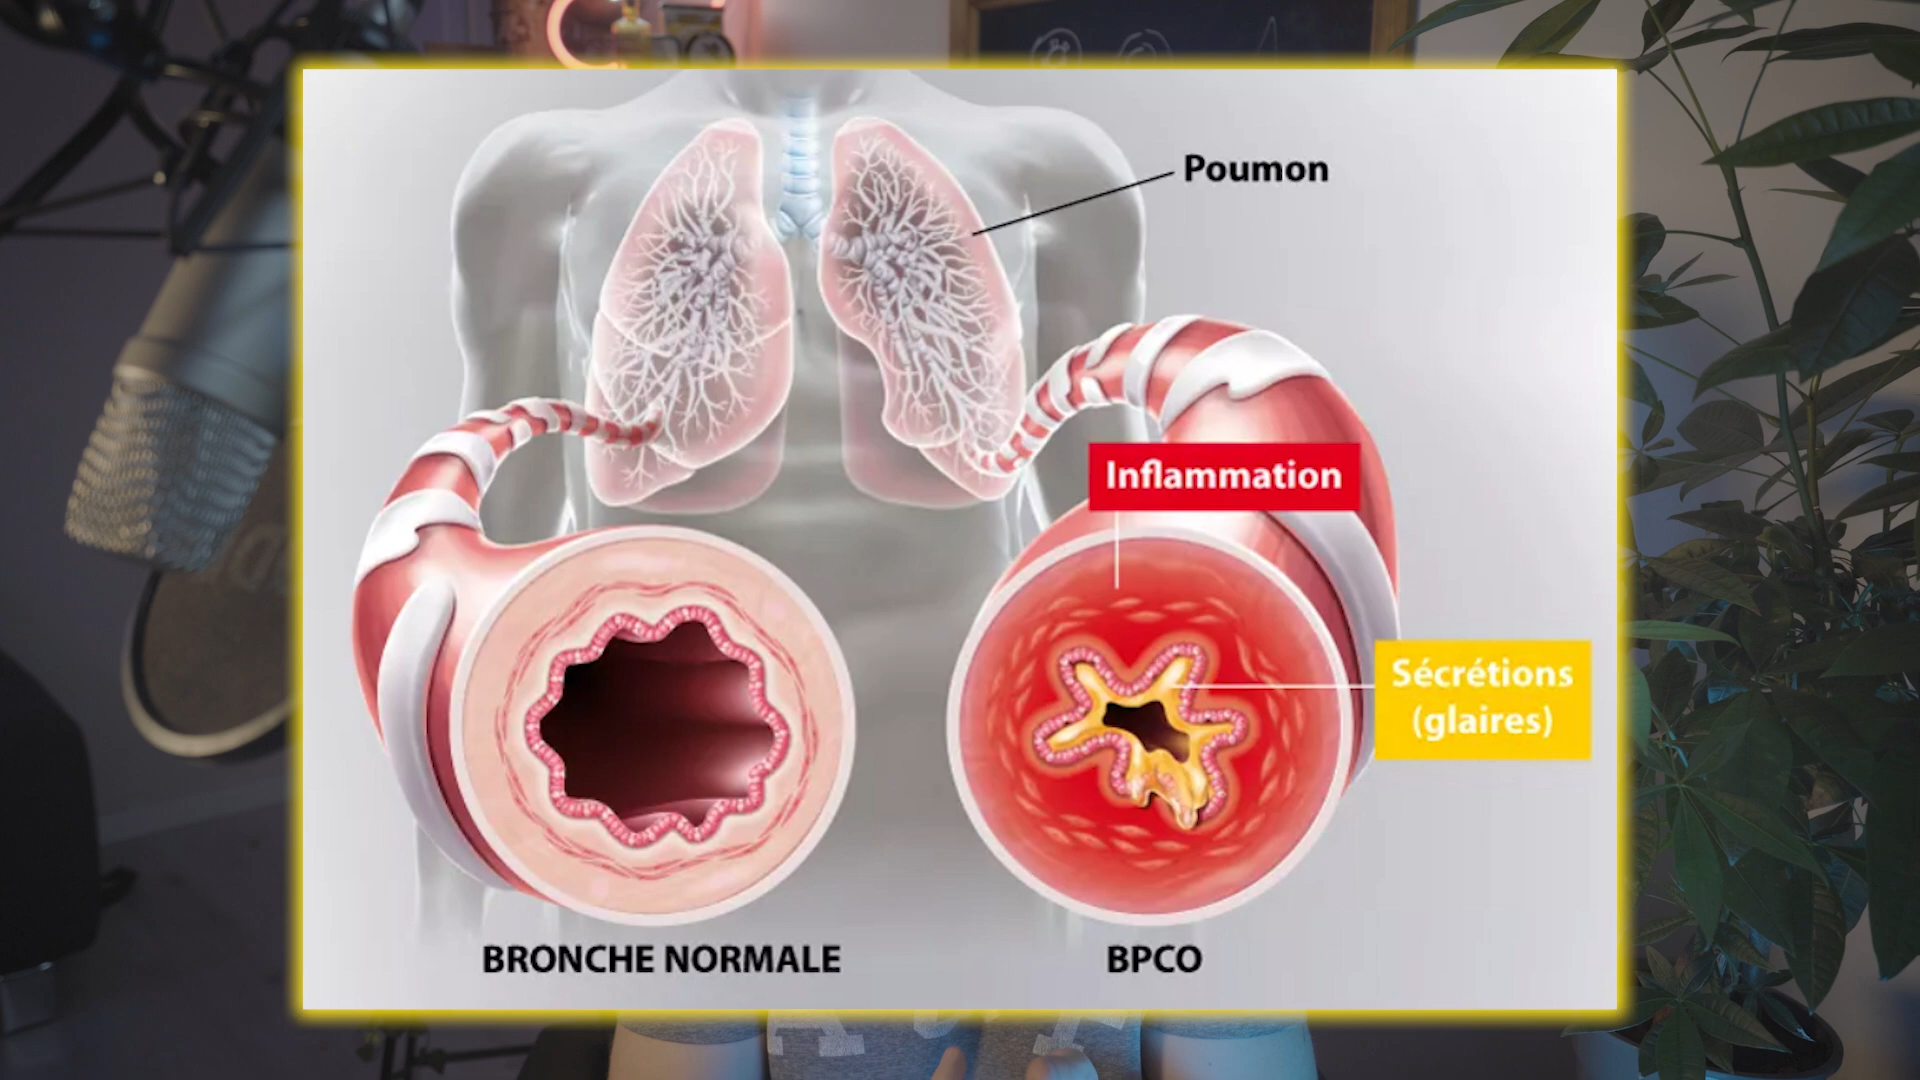 Poumon
Inflammation
Sécrétions
(glaires)
BRONCHE NORMALE
BPCO